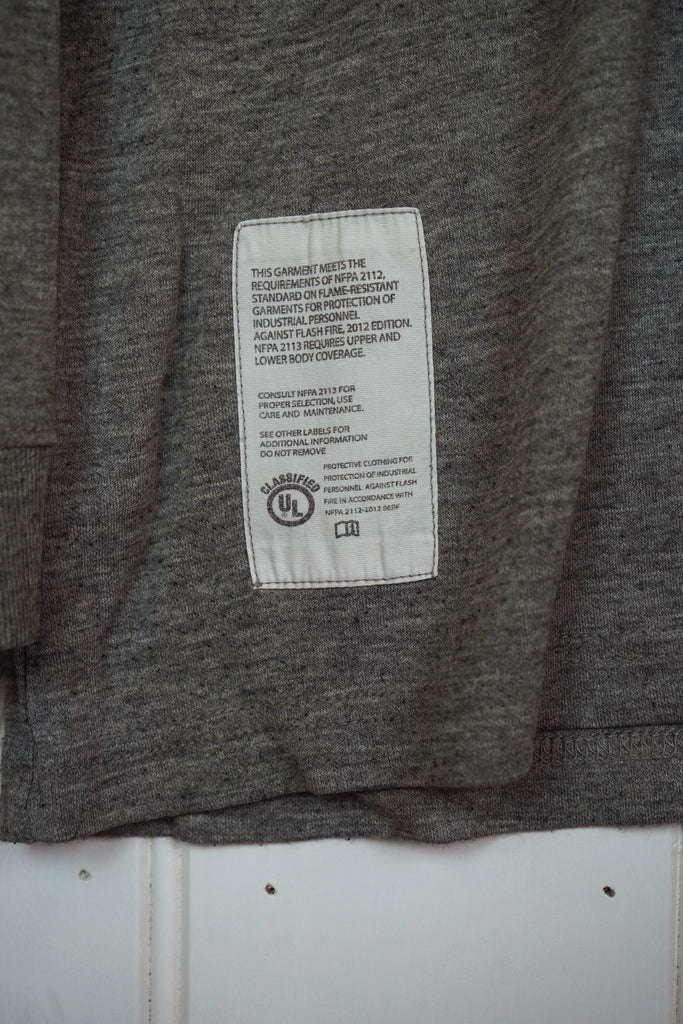 THIS GARMENT MEETS THE
REQUIREMENTS OF NFPA 2112,
STANDARD ON FLAME-RESISTANT
GARMENTS FOR PROTECTION OF
INDUSTRIAL PERSONNEL
AGAINST FLASH FIRE, 2012 EDITION.
NFPA 2113 REQUIRES UPPER AND
LOWER BODY COVERAGE.
CONSULT NFPA 2113 FOR
PROPER SELECTION, USE
CARE AND MAINTENANCE.
SEE OTHER LABELS FOR
ADDITIONAL INFORMATION
DO NOT REMOVE
CLASSIFIED
UL
®
PROTECTIVE CLOTHING FOR
PROTECTION OF INDUSTRIAL
PERSONNEL AGAINST FLASH
FIRE IN ACCORDANCE WITH
NFPA 2112-2012 86RF